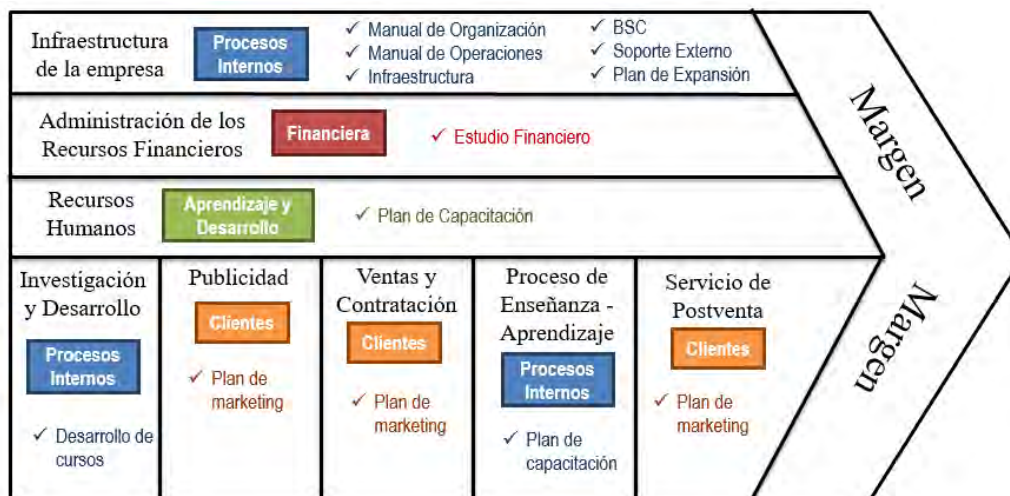 Infraestructura
de la empresa
Procesos
Internos
✓ Manual de Organización
✓ Manual de Operaciones
✓ Infraestructura
✓ BSC
✓ Soporte Externo
✓ Plan de Expansión
Administración de los
Recursos Financieros
Financiera
✓ Estudio Financiero
Recursos
Humanos
Aprendizaje y
Desarrollo
✓ Plan de Capacitación
Margen
Investigación
y Desarrollo
Procesos
Internos
✓ Desarrollo de
cursos
Publicidad
Clientes
✓ Plan de
marketing
Ventas y
Contratación
Clientes
✓ Plan de
marketing
Proceso de
Enseñanza -
Aprendizaje
Procesos
Internos
✓ Plan de
capacitación
Servicio de
Postventa
Clientes
✓ Plan de
marketing
Margen